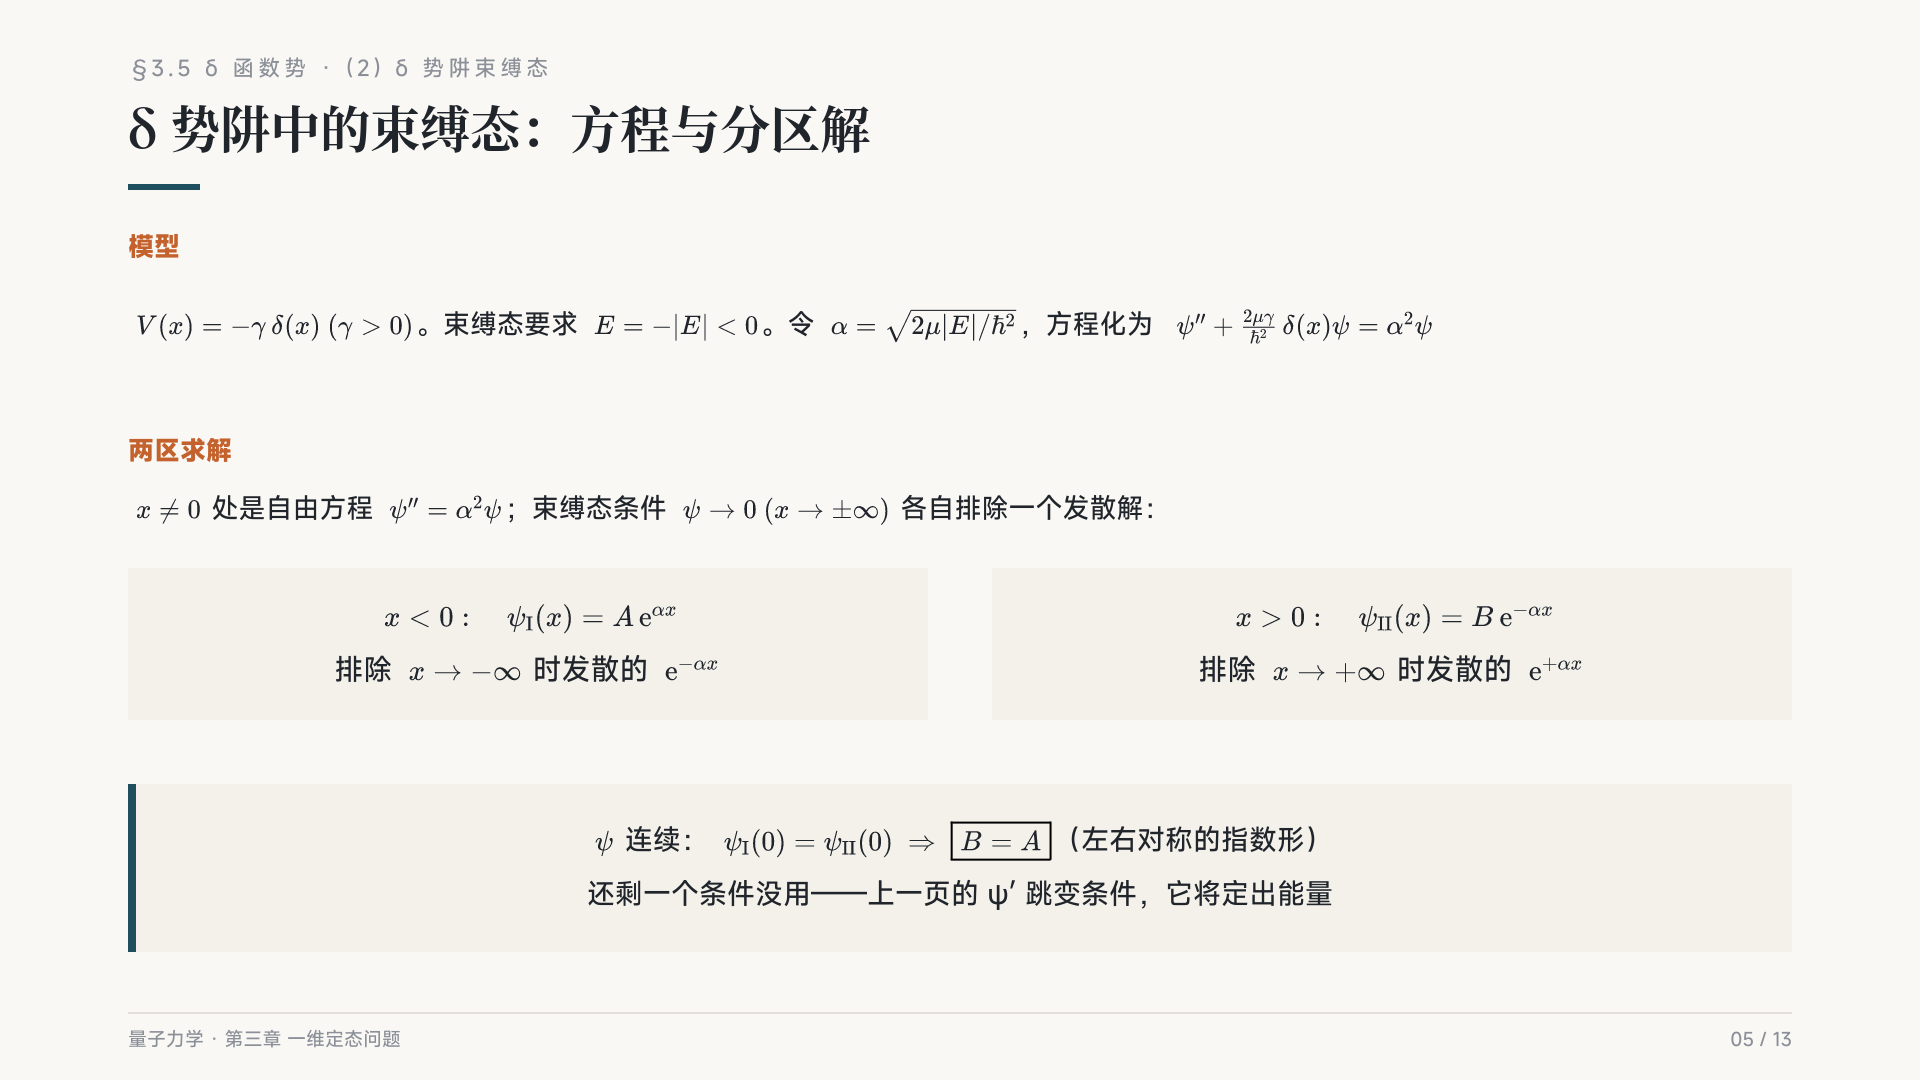 §3.5 δ 函数势 · (2) δ 势阱束缚态
δ 势阱中的束缚态：方程与分区解
模型
V(x) = −γ δ(x) (γ > 0)。束缚态要求 E = −|E| < 0。令 α = √(2μ|E|/ħ²)，方程化为 ψ″ + 2μγ/ħ² δ(x)ψ = α²ψ
两区求解
x ≠ 0 处是自由方程 ψ″ = α²ψ；束缚态条件 ψ → 0 (x → ±∞) 各自排除一个发散解：
x < 0 : ψ_I(x) = A e^{αx}
排除 x → −∞ 时发散的 e^{−αx}
x > 0 : ψ_II(x) = B e^{−αx}
排除 x → +∞ 时发散的 e^{+αx}
ψ 连续： ψ_I(0) = ψ_II(0) ⇒ B = A （左右对称的指数形）
还剩一个条件没用——上一页的 ψ′ 跳变条件，它将定出能量
量子力学 · 第三章 一维定态问题
05 / 13